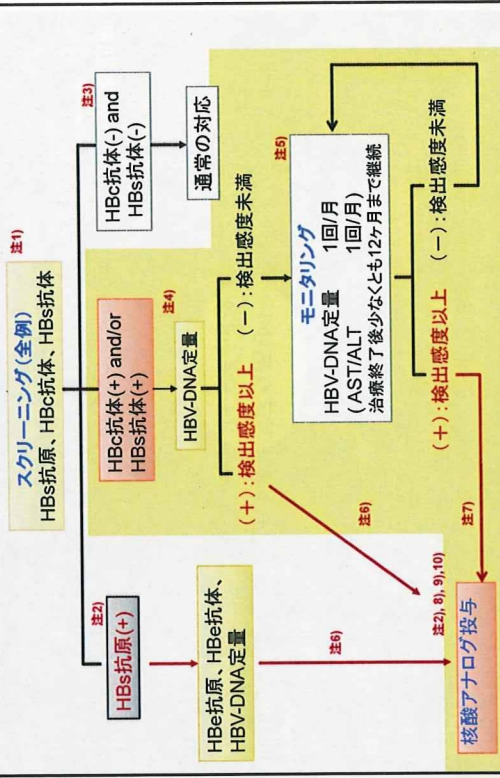 スクリーニング(全例)
注1)
HBs抗原、HBc抗体、HBs抗体
注2)
HBs抗原(+)
HBc抗体(+) and/or
HBs抗体(+)
注3)
HBc抗体(-) and
HBs抗体(-)
通常の対応
HBe抗原、HBe抗体、
HBV-DNA定量
注4)
HBV-DNA定量
(+):検出感度以上
(-):検出感度未満
注5)
モニタリング
HBV-DNA定量 1回/月
(AST/ALT 1回/月)
治療終了後少なくとも12ヶ月まで継続
注6)
注6)
(+):検出感度以上
(-):検出感度未満
注7)
注2), 8), 9),10)
核酸アナログ投与